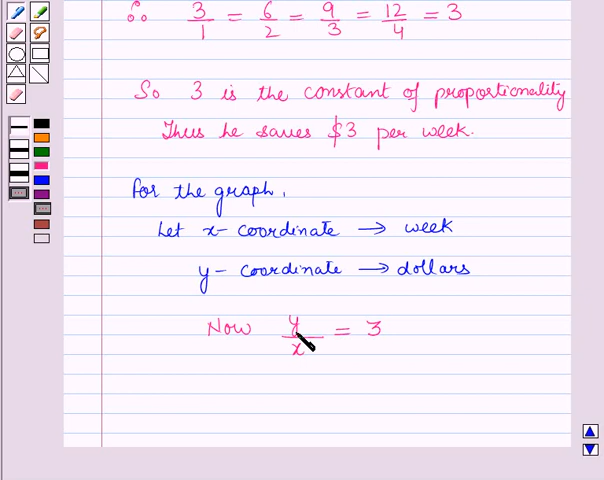 ∴ 3/1 = 6/2 = 9/3 = 12/4 = 3
So 3 is the constant of proportionality
Thus he saves $3 per week.
For the graph,
Let x- coordinate → week
y- coordinate → dollars
Now y/x = 3